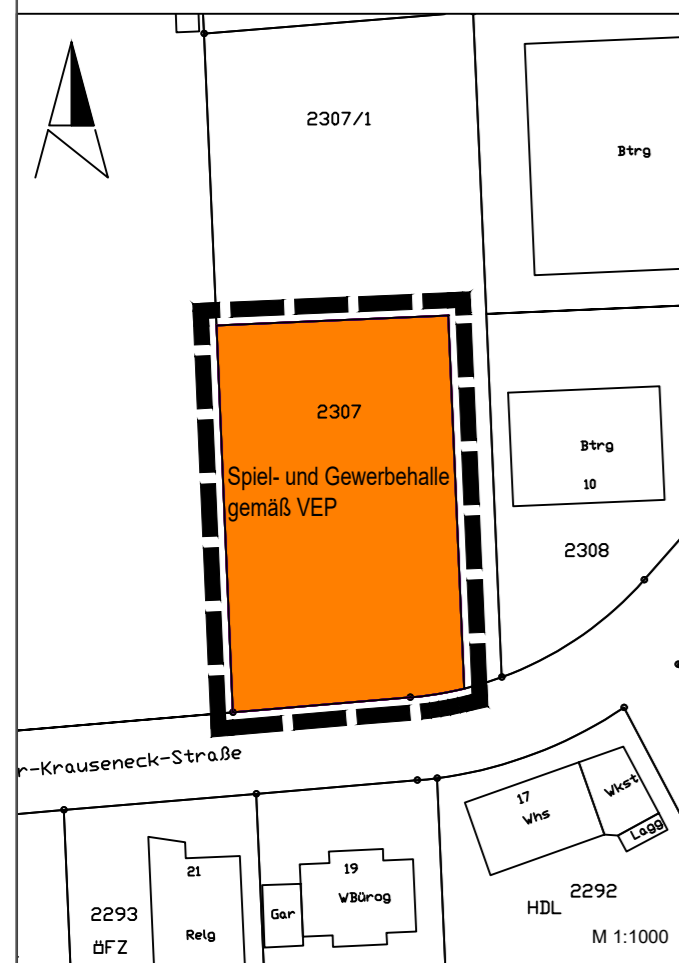 2307/1
Btrg
2307
Spiel- und Gewerbehalle
gemäß VEP
Btrg
10
2308
r-Krauseneck-Straße
17
Whs
Wkst
Lagg
21
19
WBürog
Gar
2293
öFZ
Relg
HDL
2292
M 1:1000